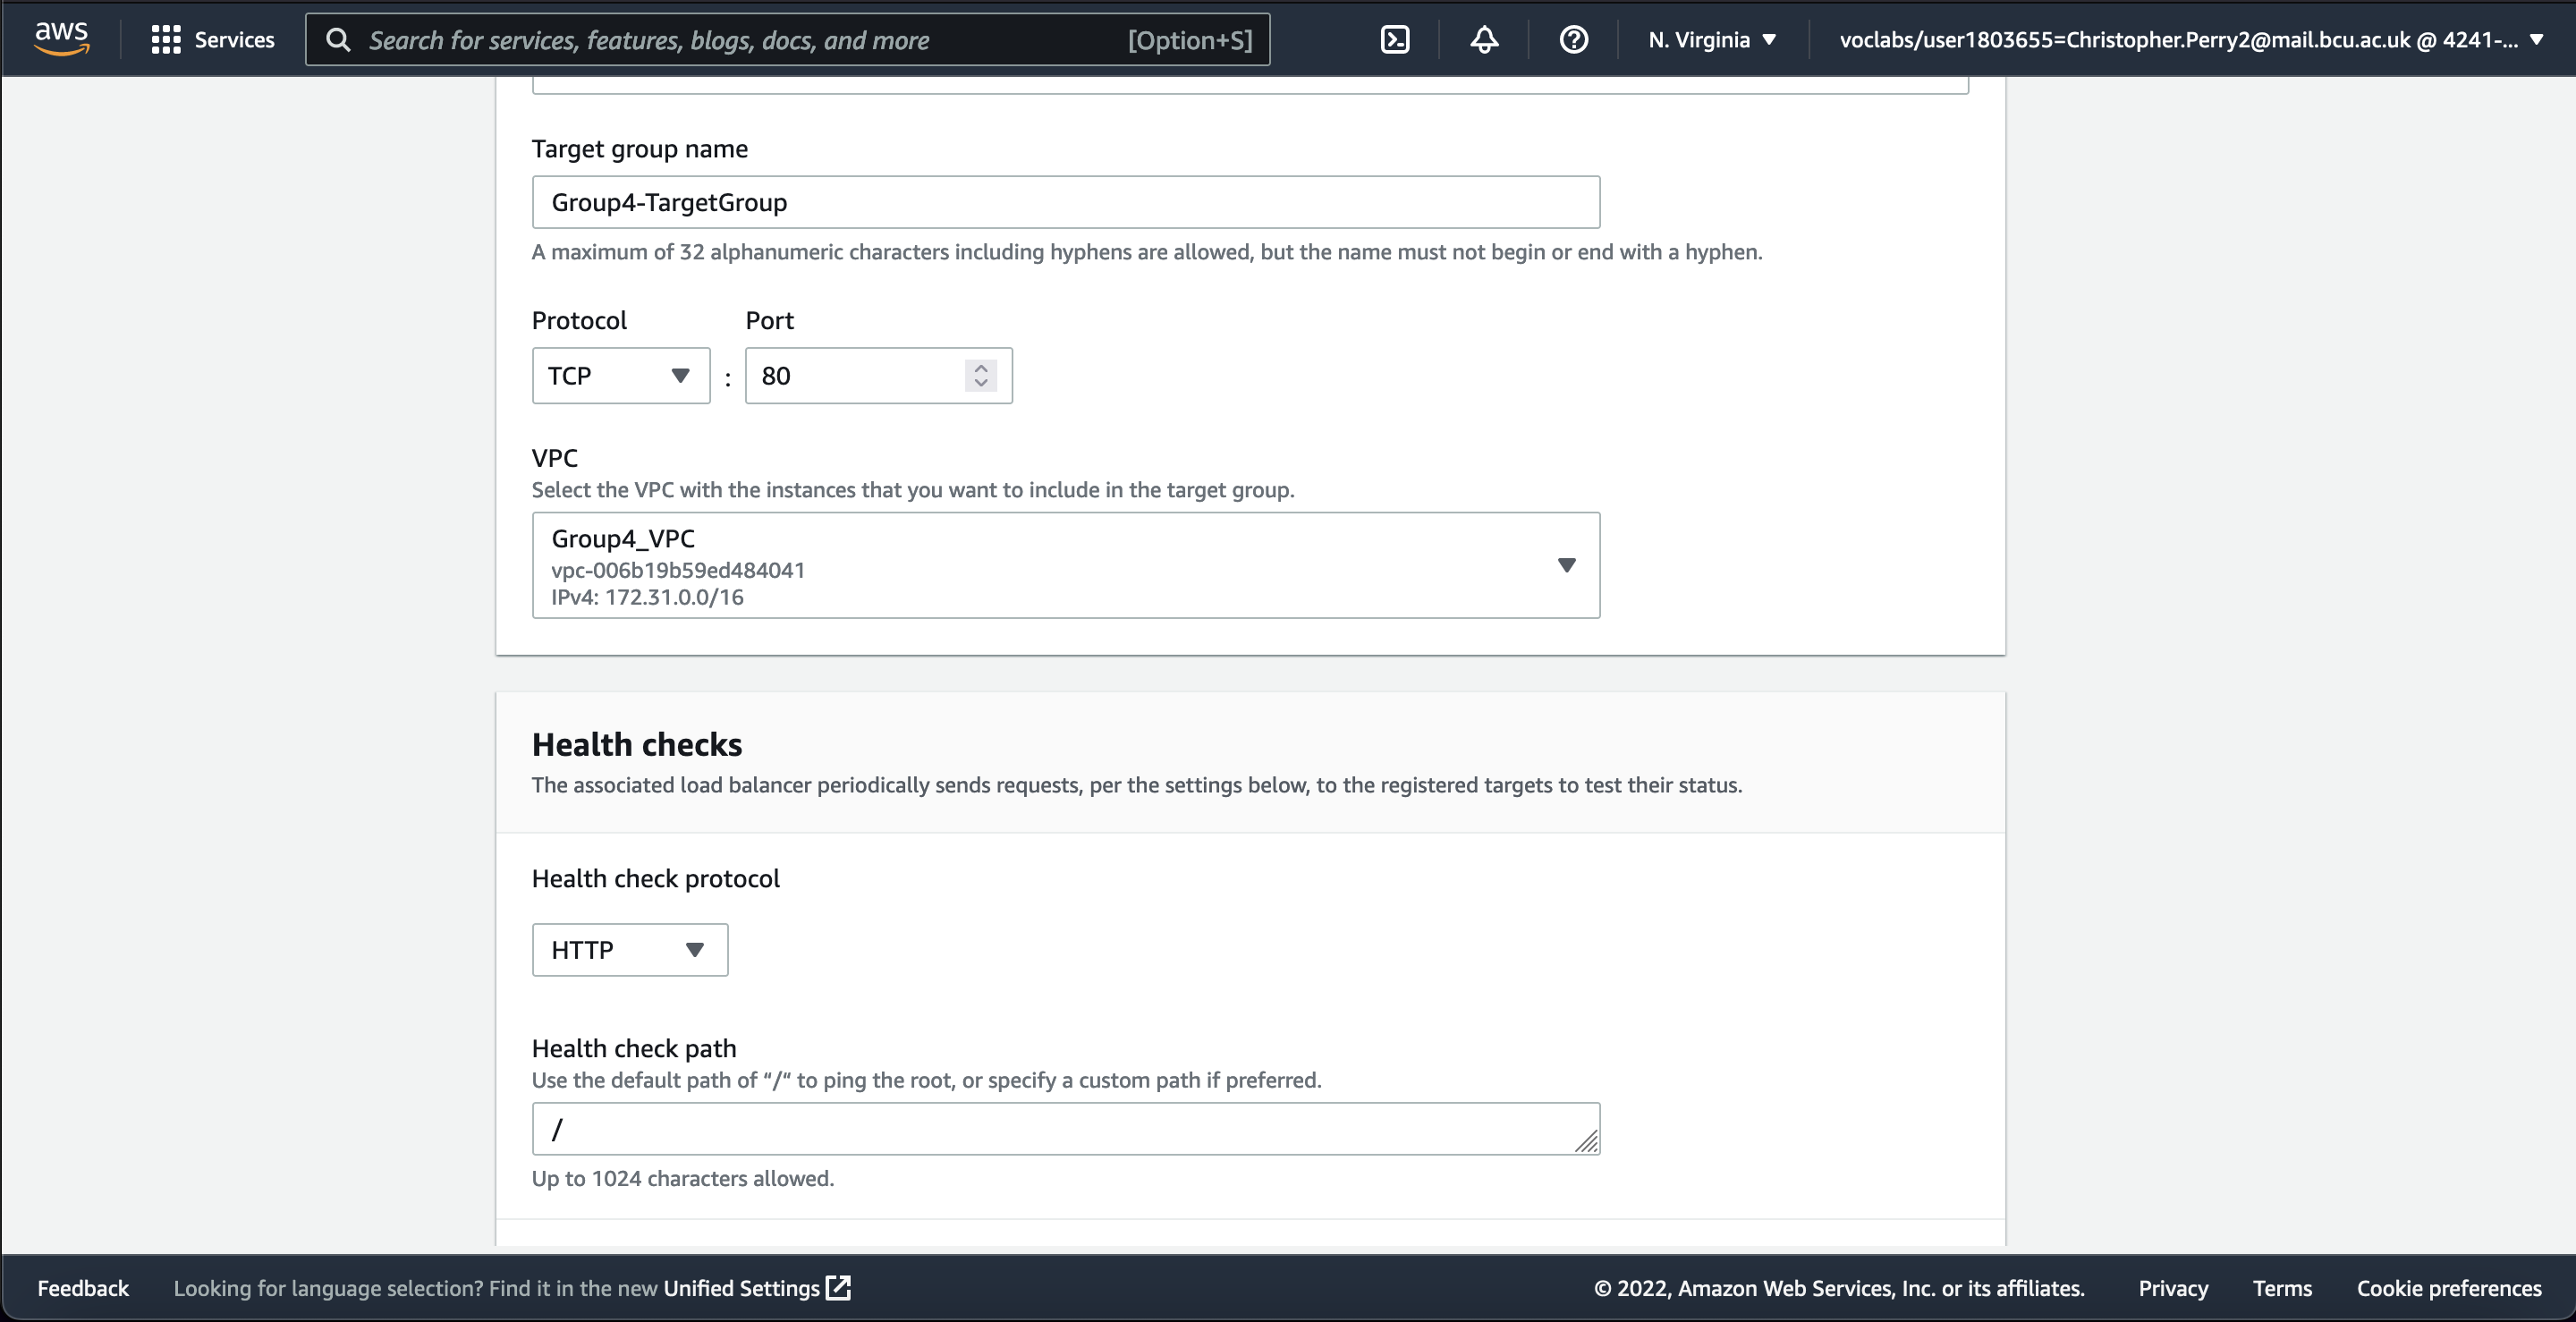 aws
Services
Search for services, features, blogs, docs, and more
[Option+S]
N. Virginia
voclabs/user1803655=Christopher.Perry2@mail.bcu.ac.uk @ 4241-...
Target group name
Group4-TargetGroup
A maximum of 32 alphanumeric characters including hyphens are allowed, but the name must not begin or end with a hyphen.
Protocol
Port
TCP
:
80
VPC
Select the VPC with the instances that you want to include in the target group.
Group4_VPC
vpc-006b19b59ed484041
IPv4: 172.31.0.0/16
Health checks
The associated load balancer periodically sends requests, per the settings below, to the registered targets to test their status.
Health check protocol
HTTP
Health check path
Use the default path of “/“ to ping the root, or specify a custom path if preferred.
/
Up to 1024 characters allowed.
Feedback
Looking for language selection? Find it in the new Unified Settings
© 2022, Amazon Web Services, Inc. or its affiliates.
Privacy
Terms
Cookie preferences